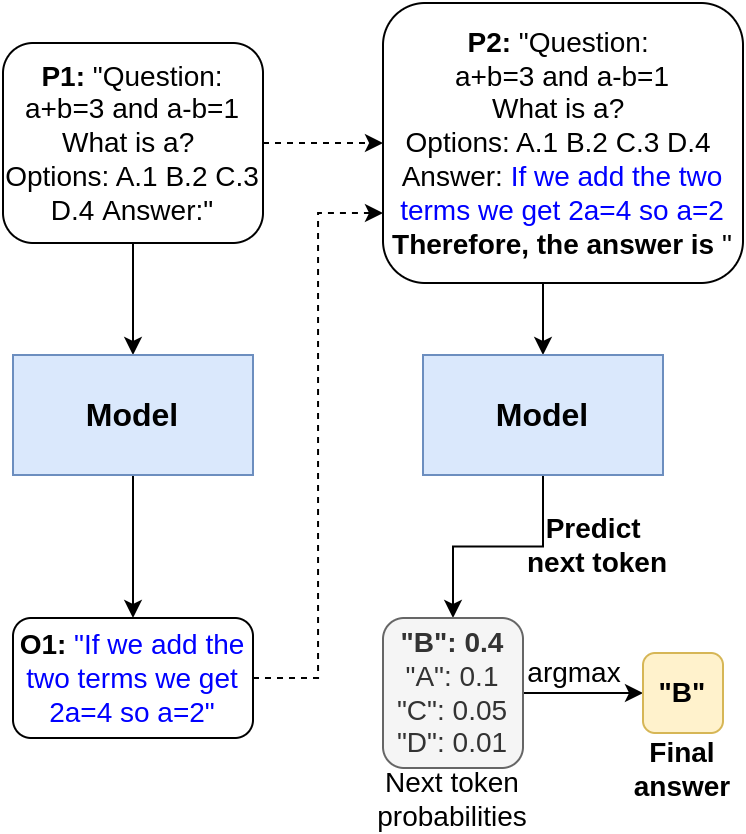 P1: "Question:
a+b=3 and a-b=1
What is a?
Options: A.1 B.2 C.3
D.4 Answer:"
P2: "Question:
a+b=3 and a-b=1
What is a?
Options: A.1 B.2 C.3 D.4
Answer: If we add the two
terms we get 2a=4 so a=2
Therefore, the answer is "
Model
Model
Predict
next token
O1: "If we add the
two terms we get
2a=4 so a=2"
"B": 0.4
"A": 0.1
"C": 0.05
"D": 0.01
argmax
"B"
Final
answer
Next token
probabilities